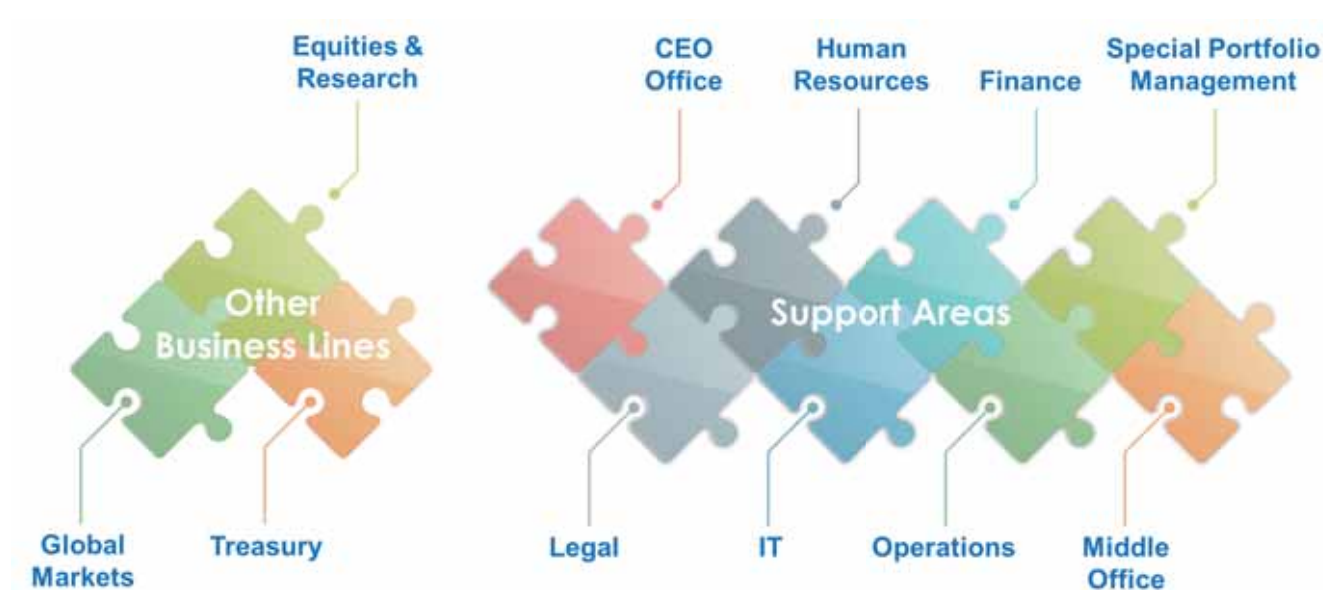 Equities &
Research
CEO
Office
Human
Resources
Finance
Special Portfolio
Management
Other
Business Lines
Support Areas
Global
Markets
Treasury
Legal
IT
Operations
Middle
Office